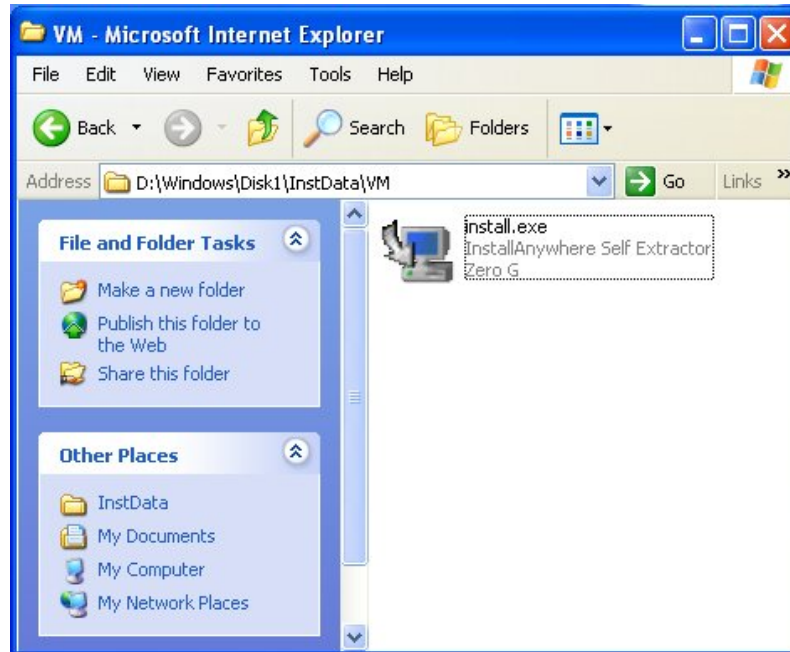 VM - Microsoft Internet Explorer
File Edit View Favorites Tools Help
Back Search Folders
Address D:\Windows\Disk1\InstData\VM Go Links »
File and Folder Tasks
Make a new folder
Publish this folder to
the Web
Share this folder
Other Places
InstData
My Documents
My Computer
My Network Places
install.exe
InstallAnywhere Self Extractor
Zero G